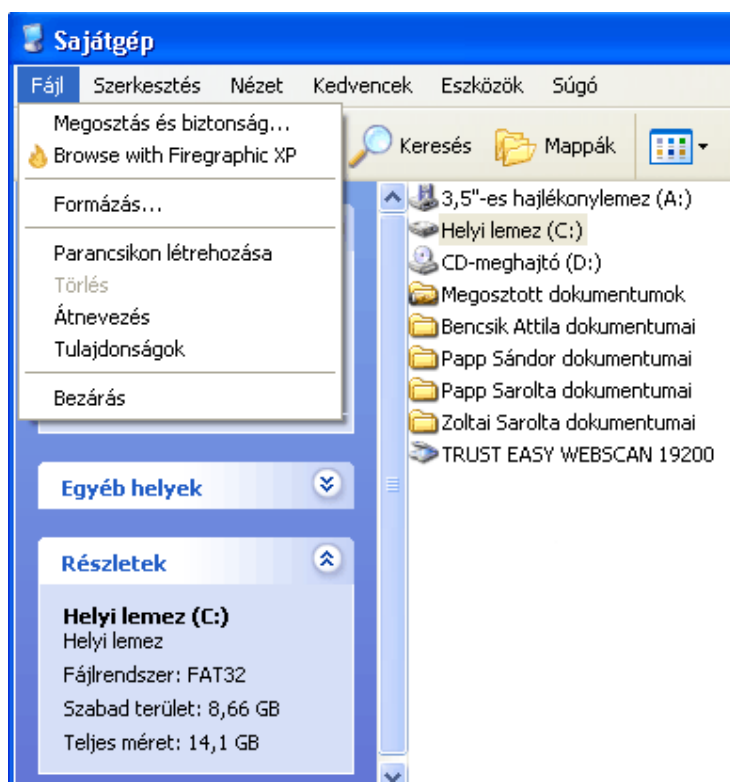 Sajátgép
Fájl Szerkesztés Nézet Kedvencek Eszközök Súgó
Megosztás és biztonság...
Browse with Firegraphic XP
Formázás...
Parancsikon létrehozása
Törlés
Átnevezés
Tulajdonságok
Bezárás
Keresés Mappák
3,5"-es hajlékonylemez (A:)
Helyi lemez (C:)
CD-meghajtó (D:)
Megosztott dokumentumok
Bencsik Attila dokumentumai
Papp Sándor dokumentumai
Papp Sarolta dokumentumai
Zoltai Sarolta dokumentumai
TRUST EASY WEBSCAN 19200
Egyéb helyek
Részletek
Helyi lemez (C:)
Helyi lemez
Fájlrendszer: FAT32
Szabad terület: 8,66 GB
Teljes méret: 14,1 GB